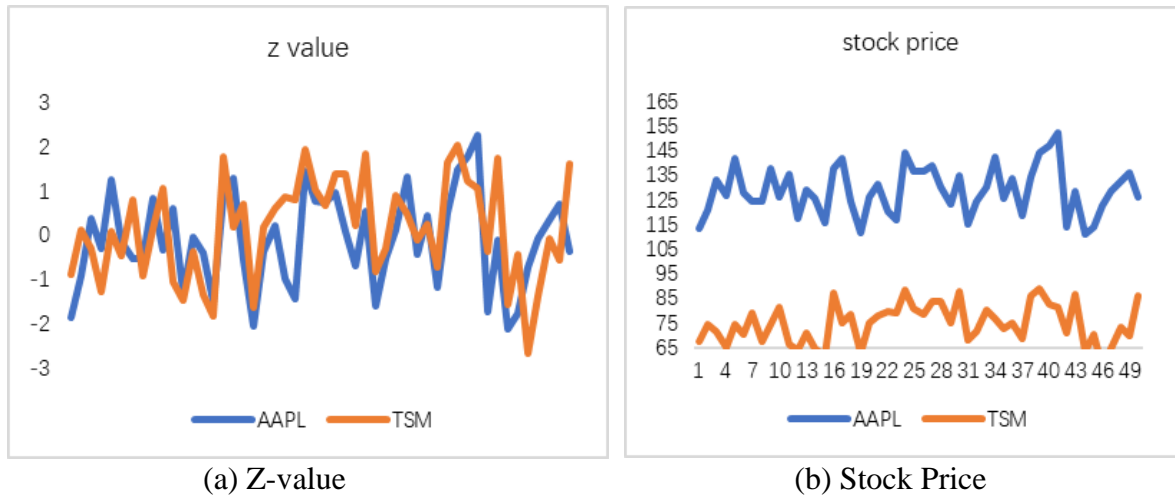 z value
3
2
1
0
-1
-2
-3
AAPL TSM
(a) Z-value
stock price
165
155
145
135
125
115
105
95
85
75
65
1 4 7 10 13 16 19 22 25 28 31 34 37 40 43 46 49
AAPL TSM
(b) Stock Price